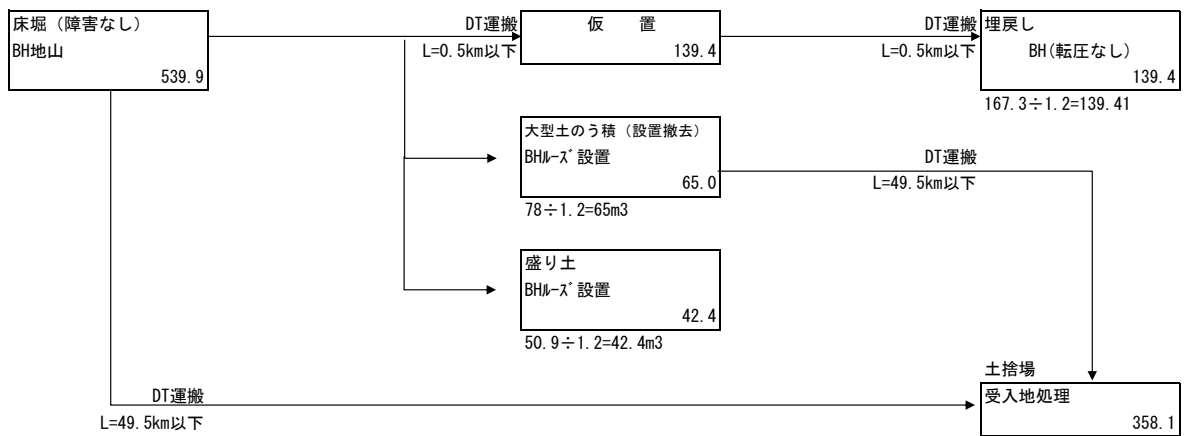 床堀（障害なし）
BH地山
539.9
DT運搬
L=0.5km以下
仮　置
139.4
DT運搬
L=0.5km以下
埋戻し
BH(転圧なし)
139.4
167.3÷1.2=139.41
大型土のう積（設置撤去）
BHﾙｰｽﾞ設置
65.0
78÷1.2=65m3
DT運搬
L=49.5km以下
盛り土
BHﾙｰｽﾞ設置
42.4
50.9÷1.2=42.4m3
土捨場
受入地処理
358.1
DT運搬
L=49.5km以下